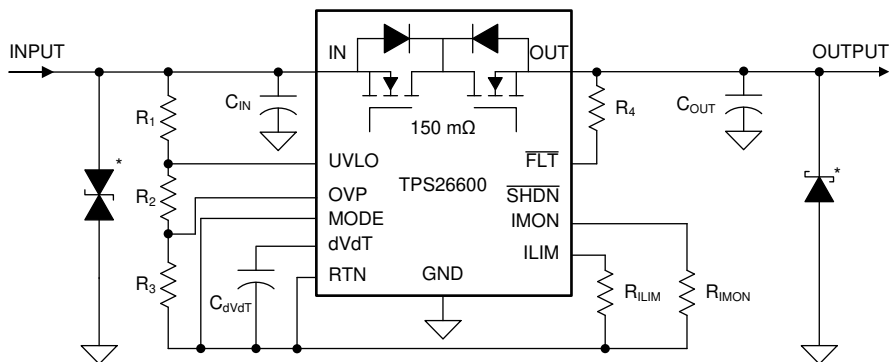 INPUT
IN
OUT
OUTPUT
R1
CIN
150 mΩ
R4
COUT
*
UVLO
FLT
*
R2
OVP
TPS26600
SHDN
MODE
IMON
dVdT
ILIM
R3
CdVdT
RTN
GND
RILIM
RIMON